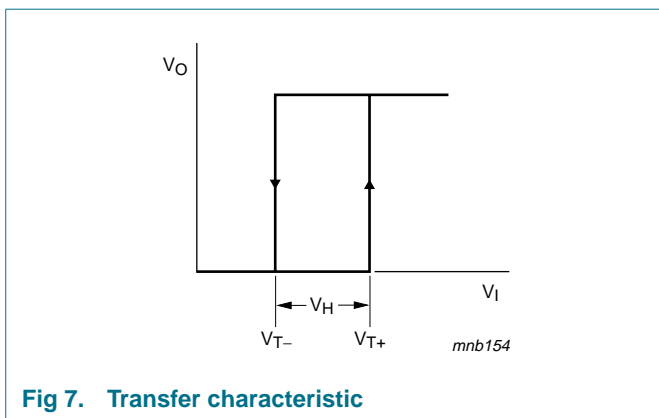 VO
VI
VH
VT−
VT+
mnb154
Fig 7. Transfer characteristic